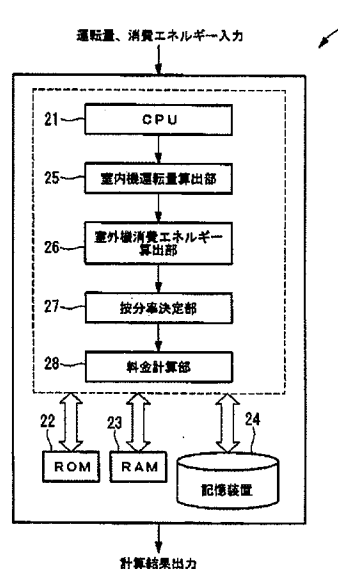 運転量、消費エネルギー入力
21
CPU
25
室内機運転量算出部
26
室外機消費エネルギー
算出部
27
按分率決定部
28
料金計算部
22
ROM
23
RAM
24
記憶装置
計算結果出力